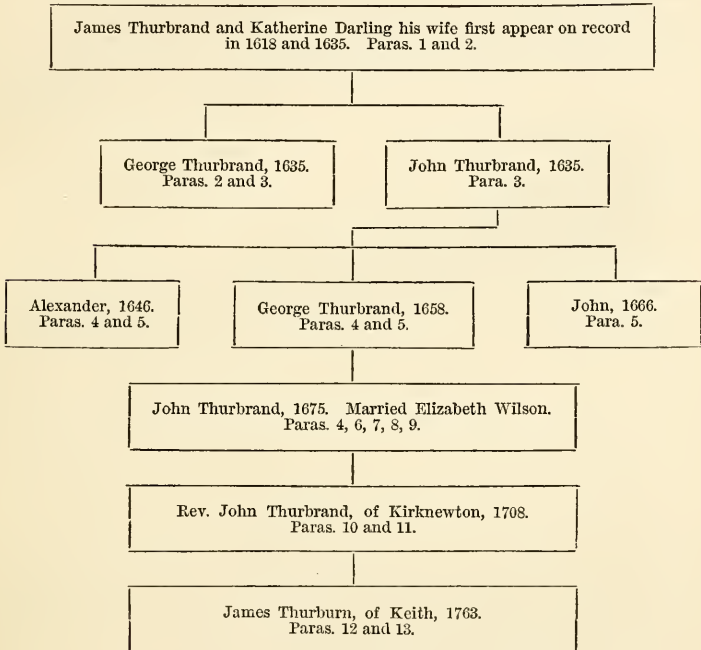 James Thurbrand and Katherine Darling his wife first appear on record
in 1618 and 1635. Paras. 1 and 2.
George Thurbrand, 1635.
Paras. 2 and 3.
John Thurbrand, 1635.
Para. 3.
Alexander, 1646.
Paras. 4 and 5.
George Thurbrand, 1658.
Paras. 4 and 5.
John, 1666.
Para. 5.
John Thurbrand, 1675. Married Elizabeth Wilson.
Paras. 4, 6, 7, 8, 9.
Rev. John Thurbrand, of Kirknewton, 1708.
Paras. 10 and 11.
James Thurburn, of Keith, 1763.
Paras. 12 and 13.